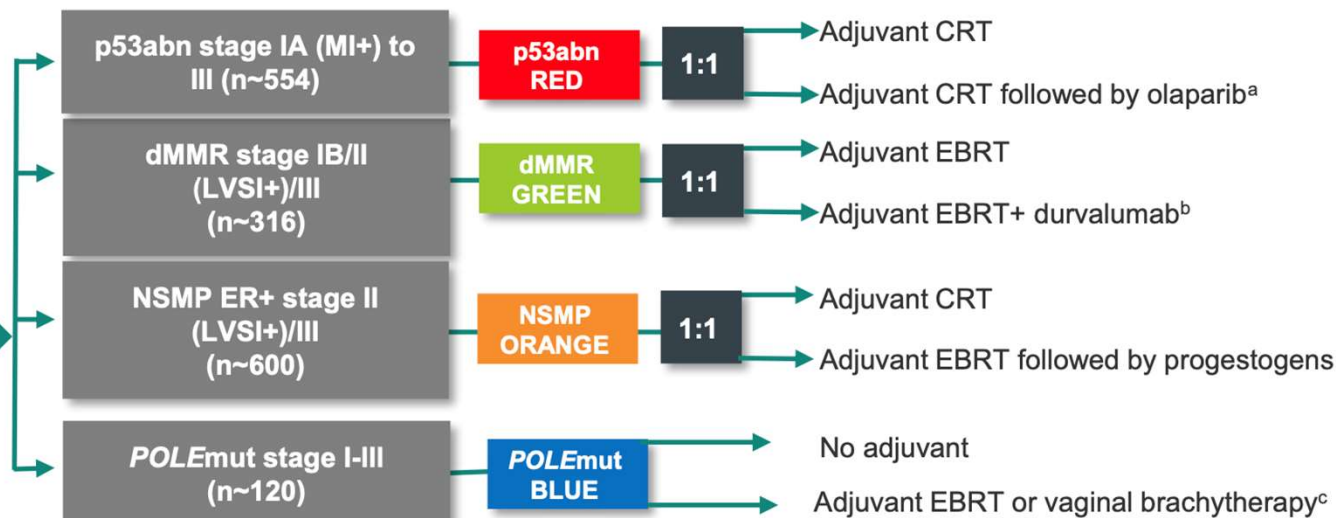 p53abn stage IA (MI+) to
III (n~554)
p53abn
RED
1:1
Adjuvant CRT
Adjuvant CRT followed by olaparibᵃ
dMMR stage IB/II
(LVSI+)/III
(n~316)
dMMR
GREEN
1:1
Adjuvant EBRT
Adjuvant EBRT+ durvalumabᵇ
NSMP ER+ stage II
(LVSI+)/III
(n~600)
NSMP
ORANGE
1:1
Adjuvant CRT
Adjuvant EBRT followed by progestogens
POLEmut stage I-III
(n~120)
POLEmut
BLUE
No adjuvant
Adjuvant EBRT or vaginal brachytherapyᶜ